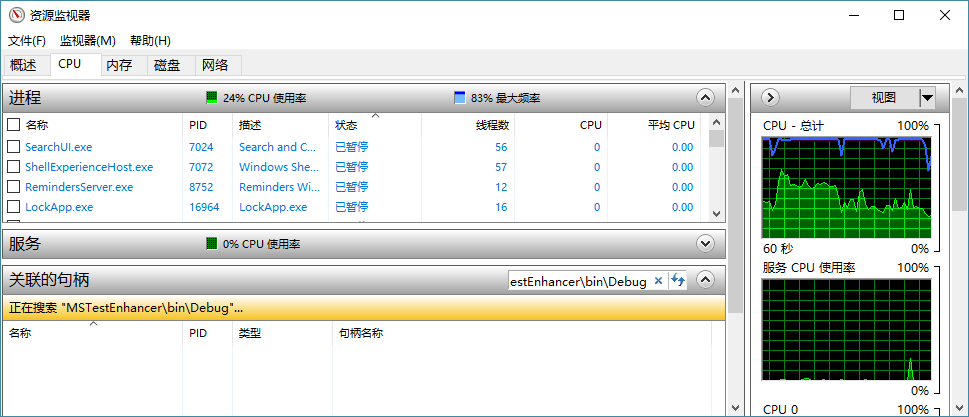 资源监视器
文件(F) 监视器(M) 帮助(H)
概述 CPU 内存 磁盘 网络
进程 24% CPU 使用率 83% 最大频率
名称 PID 描述 状态 线程数 CPU 平均 CPU
SearchUI.exe 7024 Search and C... 已暂停 56 0 0.00
ShellExperienceHost.exe 7072 Windows She... 已暂停 57 0 0.00
RemindersServer.exe 8752 Reminders Wi... 已暂停 12 0 0.00
LockApp.exe 16964 LockApp.exe 已暂停 16 0 0.00
服务 0% CPU 使用率
关联的句柄 estEnhancer\bin\Debug
正在搜索 "MSTestEnhancer\bin\Debug"...
名称 PID 类型 句柄名称
视图
CPU - 总计 100%
60 秒 0%
服务 CPU 使用率 100%
0%
CPU 0 100%